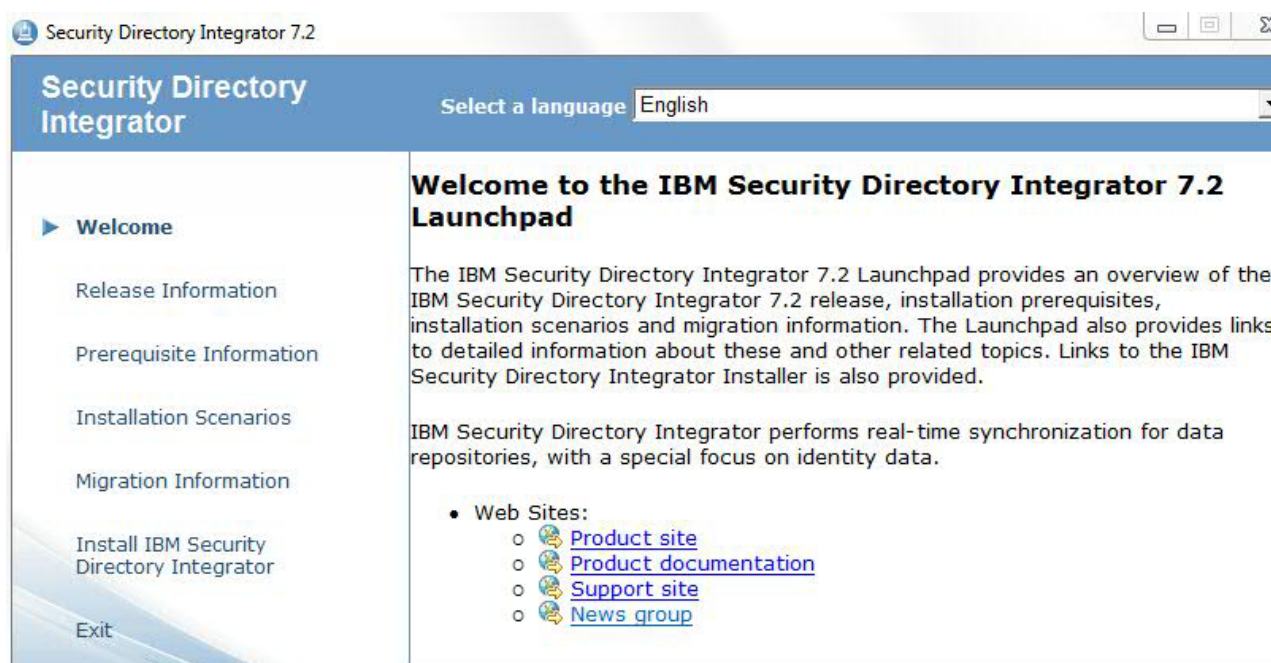 Security Directory Integrator 7.2
Security Directory
Integrator
Select a language English
Welcome
Release Information
Prerequisite Information
Installation Scenarios
Migration Information
Install IBM Security
Directory Integrator
Exit
Welcome to the IBM Security Directory Integrator 7.2
Launchpad
The IBM Security Directory Integrator 7.2 Launchpad provides an overview of the
IBM Security Directory Integrator 7.2 release, installation prerequisites,
installation scenarios and migration information. The Launchpad also provides links
to detailed information about these and other related topics. Links to the IBM
Security Directory Integrator Installer is also provided.
IBM Security Directory Integrator performs real-time synchronization for data
repositories, with a special focus on identity data.
• Web Sites:
o Product site
o Product documentation
o Support site
o News group